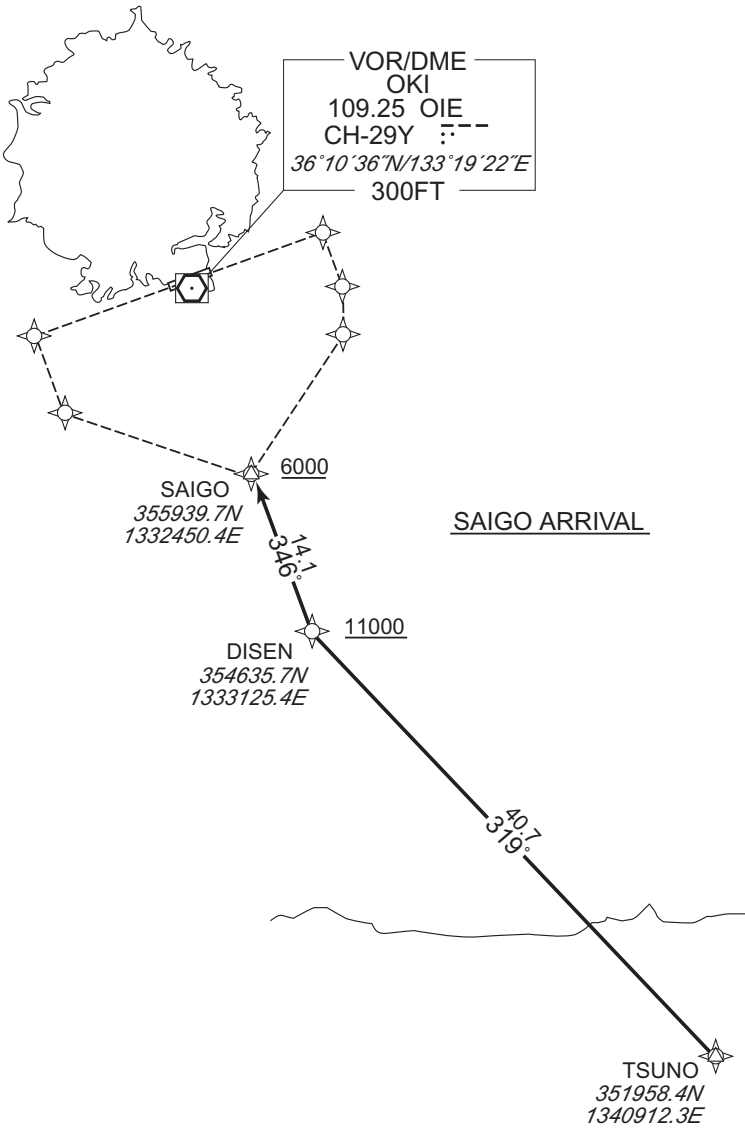 VOR/DME
OKI
109.25 OIE
CH-29Y
36°10´36˝N/133°19´22˝E
300FT
6000
SAIGO
355939.7N
1332450.4E
SAIGO ARRIVAL
14.1
346°
11000
DISEN
354635.7N
1333125.4E
40.7
319°
TSUNO
351958.4N
1340912.3E